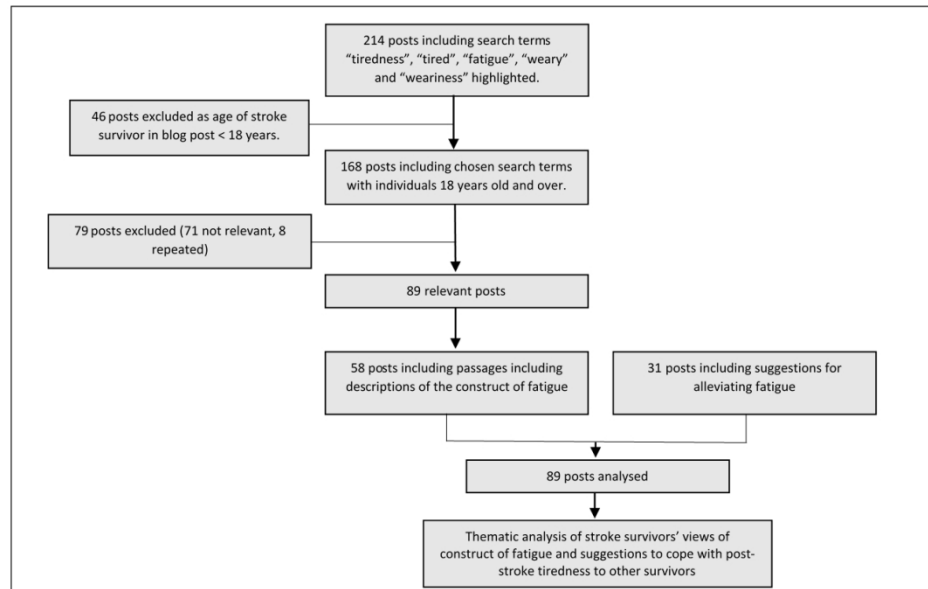 214 posts including search terms
“tiredness”, “tired”, “fatigue”, “weary”
and “weariness” highlighted.
46 posts excluded as age of stroke
survivor in blog post < 18 years.
168 posts including chosen search terms
with individuals 18 years old and over.
79 posts excluded (71 not relevant, 8
repeated)
89 relevant posts
58 posts including passages including
descriptions of the construct of fatigue
31 posts including suggestions for
alleviating fatigue
89 posts analysed
Thematic analysis of stroke survivors’ views of
construct of fatigue and suggestions to cope with post-
stroke tiredness to other survivors